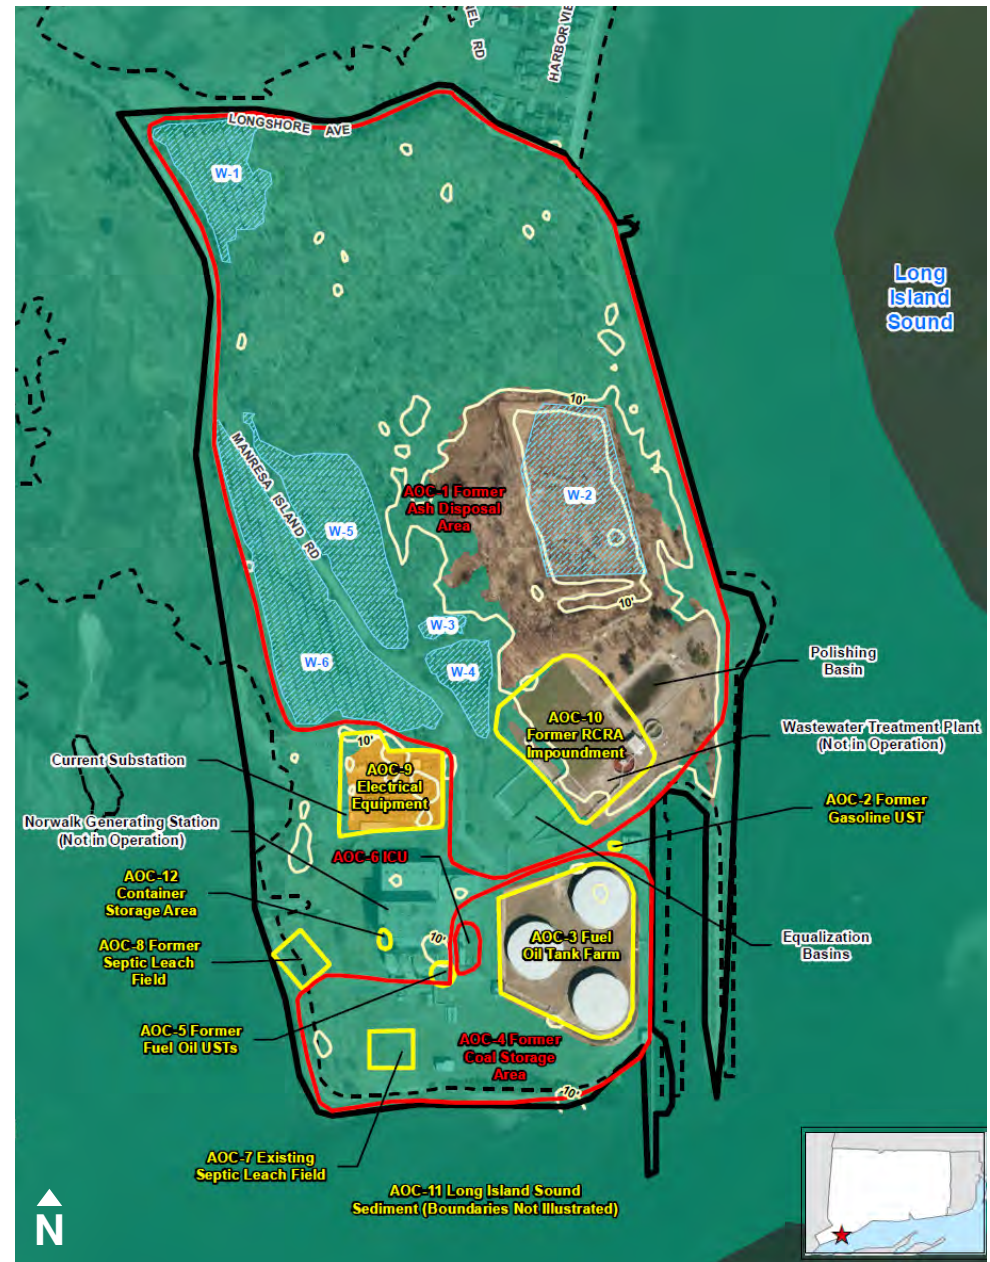 NEL RD
HARBOR VIE
LONGSHORE AVE
W-1
Long
Island
Sound
10'
MANRESA ISLAND RD
AOC-1 Former
Ash Disposal
Area
W-2
W-5
10'
W-3
W-6
W-4
Polishing
Basin
AOC-10
Former RCRA
Impoundment
Wastewater Treatment Plant
(Not in Operation)
10'
Current Substation
AOC-9
Electrical
Equipment
AOC-2 Former
Gasoline UST
Norwalk Generating Station
(Not in Operation)
AOC-6 ICU
AOC-12
Container
Storage Area
10'
AOC-3 Fuel
Oil Tank Farm
Equalization
Basins
AOC-8 Former
Septic Leach
Field
AOC-5 Former
Fuel Oil USTs
AOC-4 Former
Coal Storage
Area
10'
AOC-7 Existing
Septic Leach Field
AOC-11 Long Island Sound
Sediment (Boundaries Not Illustrated)
N